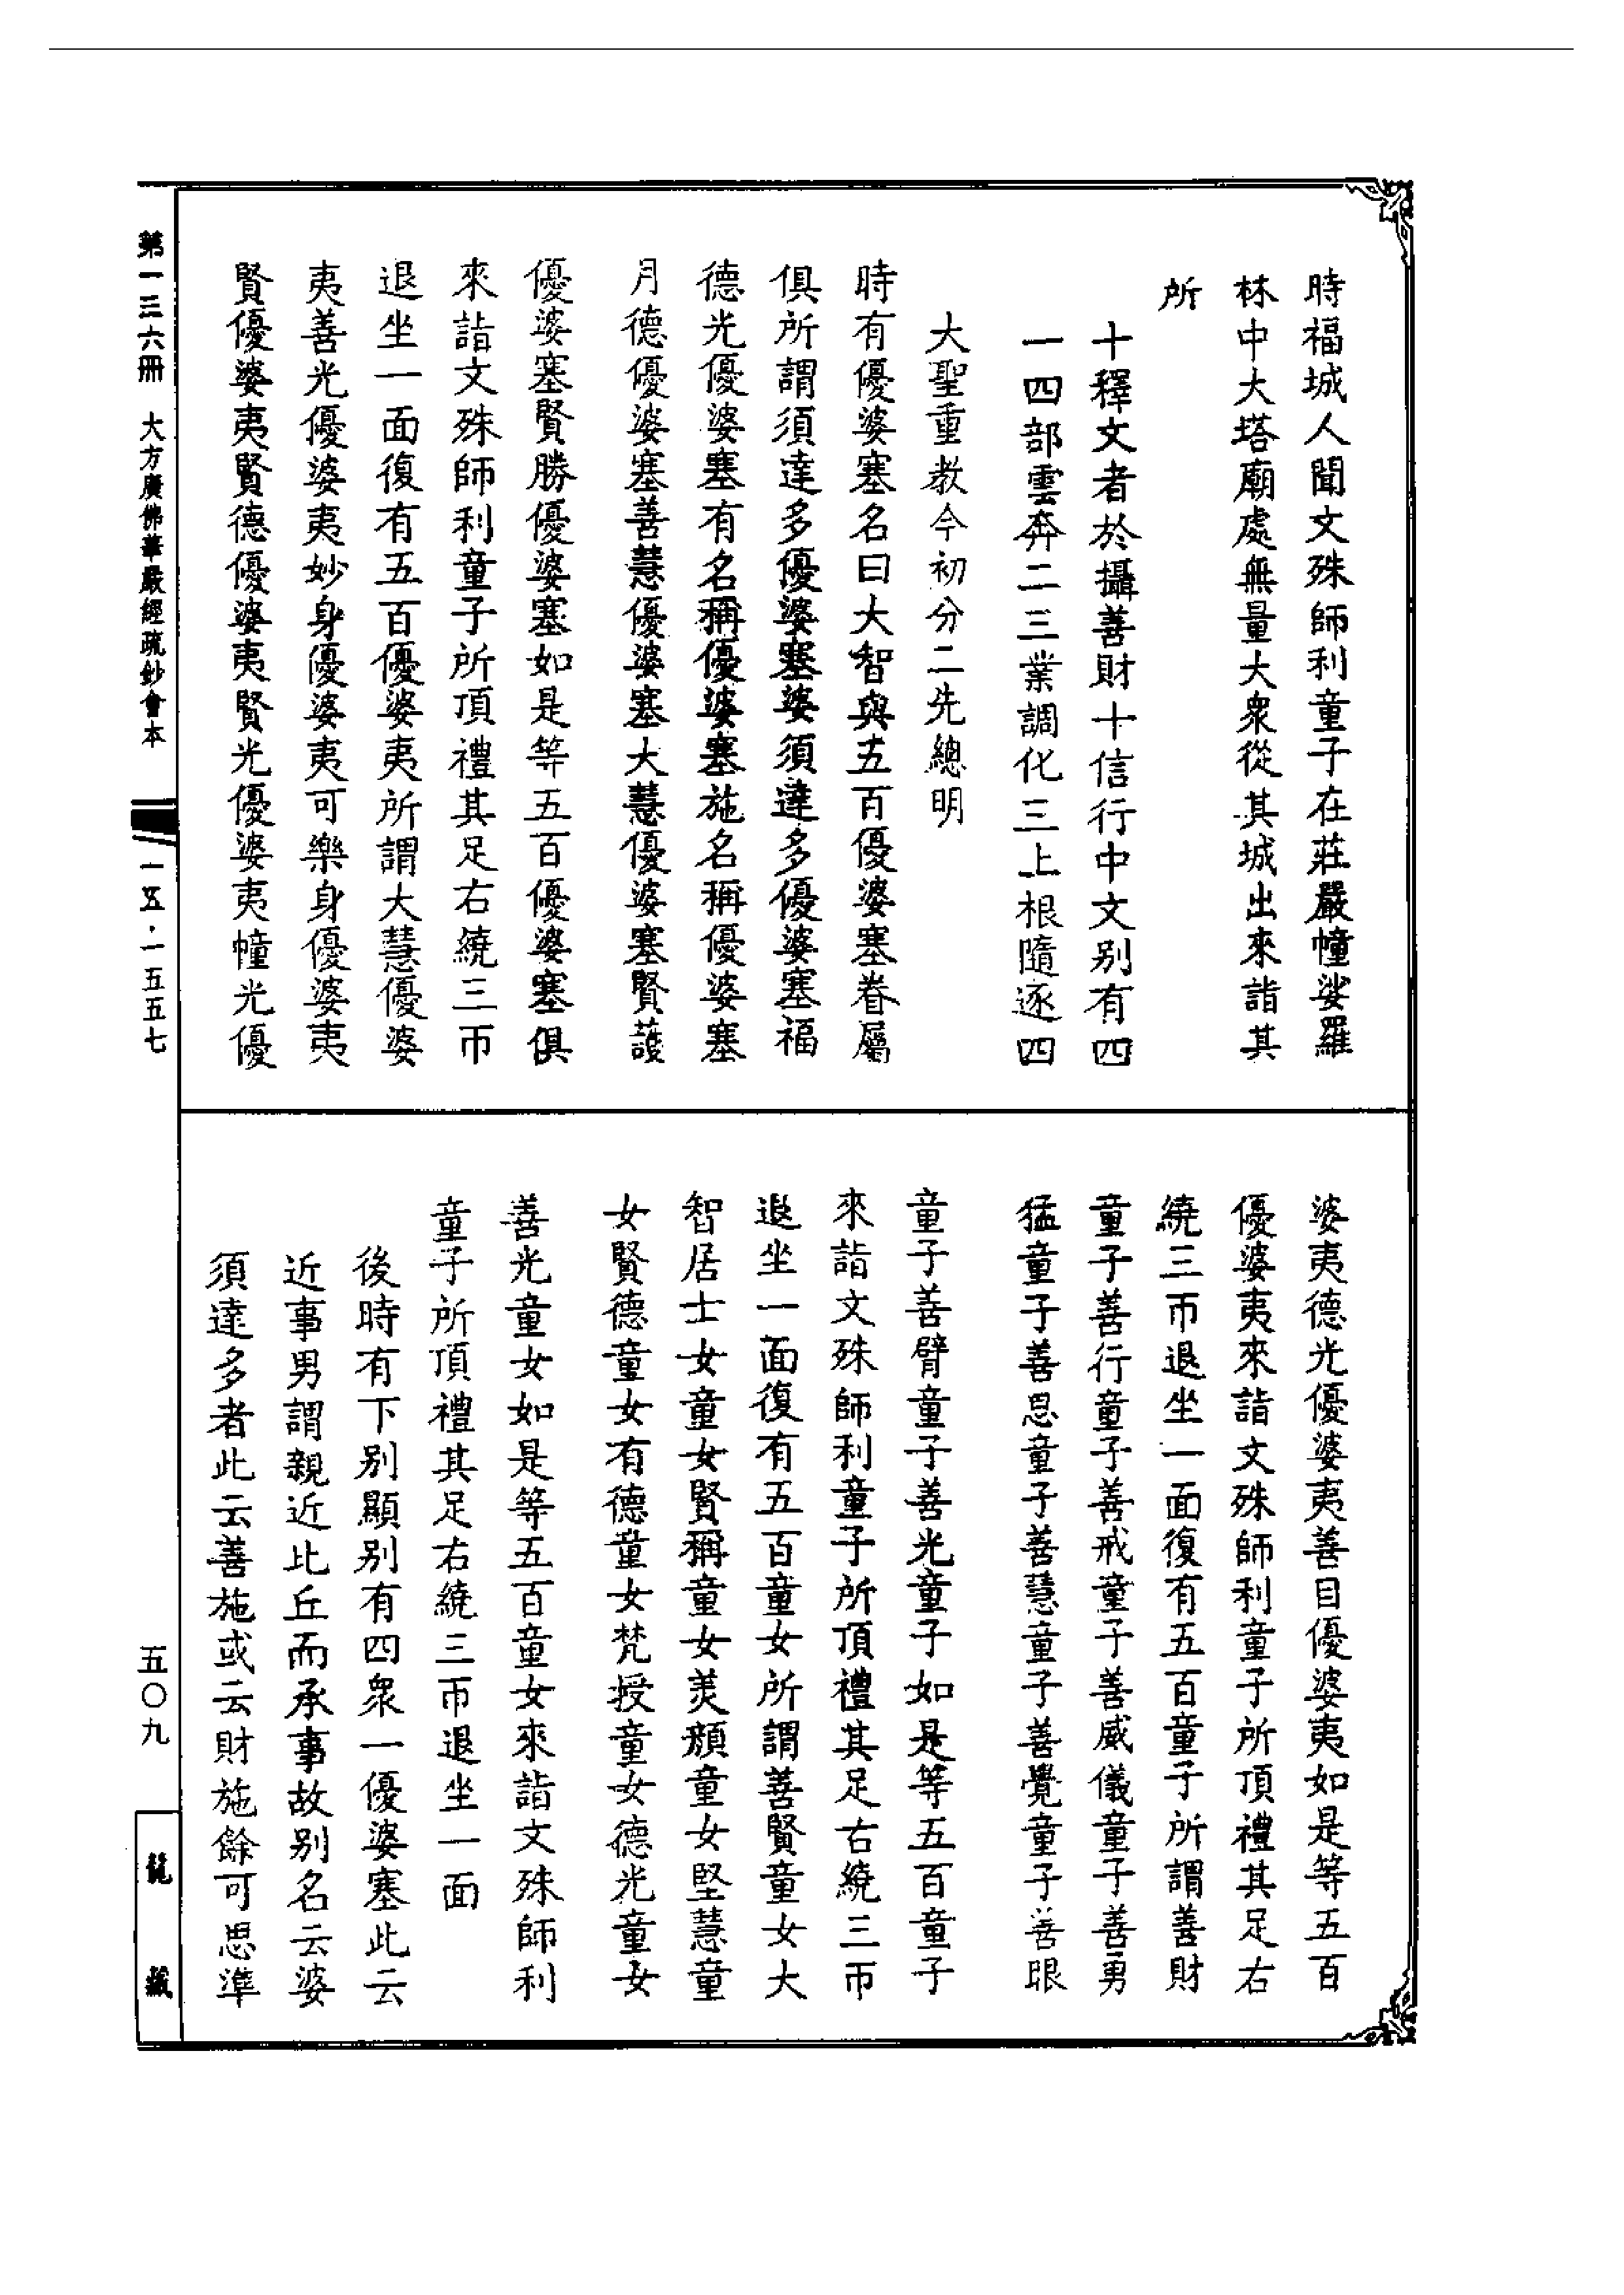 時福城人聞文殊師利童子在莊嚴幢娑羅
林中大塔廟處無量大眾從其城出來詣其
所
十釋文者於攝善財十信行中文別有四
一四部雲奔二三業調化三上根隨逐四
大聖重教今初分二先總明
時有優婆塞名曰大智與五百優婆塞眷屬
俱所謂須達多優婆塞婆須達多優婆塞福
德光優婆塞有名稱優婆塞施名稱優婆塞
月德優婆塞善慧優婆塞大慧優婆塞賢護
優婆塞賢勝優婆塞如是等五百優婆塞俱
來詣文殊師利童子所頂禮其足右繞三帀
退坐一面復有五百優婆夷所謂大慧優婆
夷善光優婆夷妙身優婆夷可樂身優婆夷
賢優婆夷賢德優婆夷賢光優婆夷幢光優
婆夷德光優婆夷善目優婆夷如是等五百
優婆夷來詣文殊師利童子所頂禮其足右
繞三帀退坐一面復有五百童子所謂善財
童子善行童子善戒童子善威儀童子善勇
猛童子善思童子善慧童子善覺童子善眼
童子善臂童子善光童子如是等五百童子
來詣文殊師利童子所頂禮其足右繞三帀
退坐一面復有五百童女所謂善賢童女大
智居士女童女賢稱童女美顏童女堅慧童
女賢德童女有德童女梵授童女德光童女
善光童女如是等五百童女來詣文殊師利
童子所頂禮其足右繞三帀退坐一面
後時有下別顯別有四眾一優婆塞此云
近事男謂親近比丘而承事故別名云婆
須達多者此云善施或云財施餘可思準
第一三六冊 大方廣佛華嚴經疏鈔會本
一五·一五五七
五〇九
龍藏